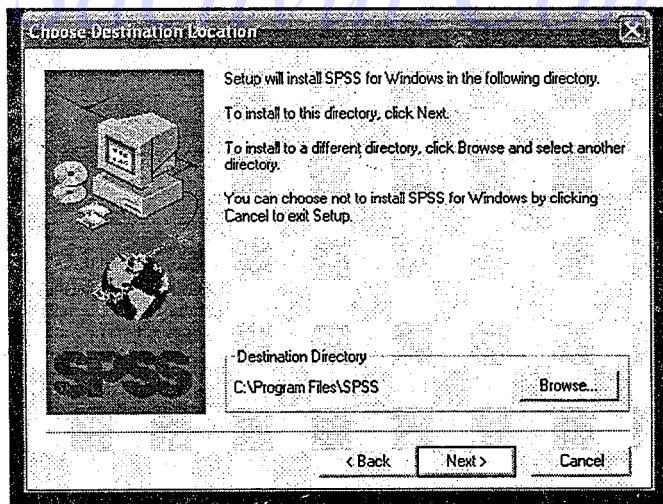 Choose Destination Location
Setup will install SPSS for Windows in the following directory.
To install to this directory, click Next.
To install to a different directory, click Browse and select another
directory.
You can choose not to install SPSS for Windows by clicking
Cancel to exit Setup.
SPSS
Destination Directory
C:\Program Files\SPSS
Browse...
< Back
Next >
Cancel